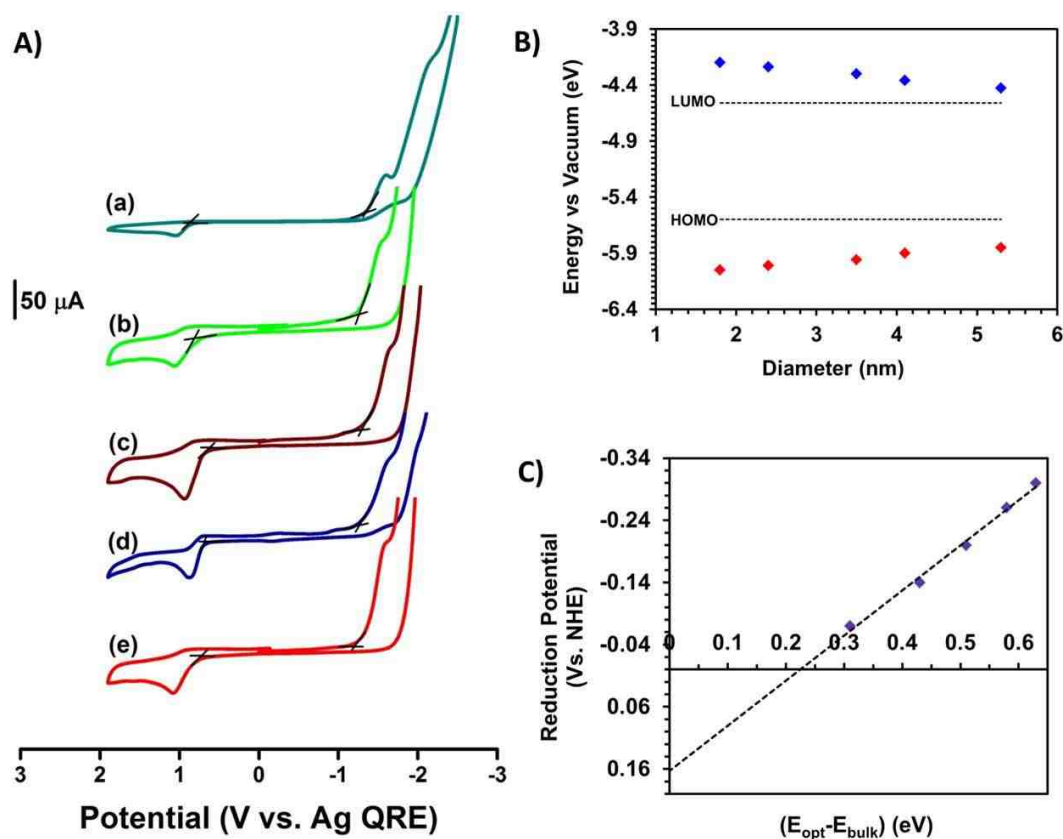 A)
(a)
50 μA
(b)
(c)
(d)
(e)
3 2 1 0 -1 -2 -3
Potential (V vs. Ag QRE)
B)
Energy vs Vacuum (eV)
-3.9
-4.4
-4.9
-5.4
-5.9
-6.4
LUMO
HOMO
1 2 3 4 5 6
Diameter (nm)
C)
Reduction Potential
(Vs. NHE)
-0.34
-0.24
-0.14
-0.04
0.06
0.16
0 0.1 0.2 0.3 0.4 0.5 0.6
(Eopt-Ebulk) (eV)